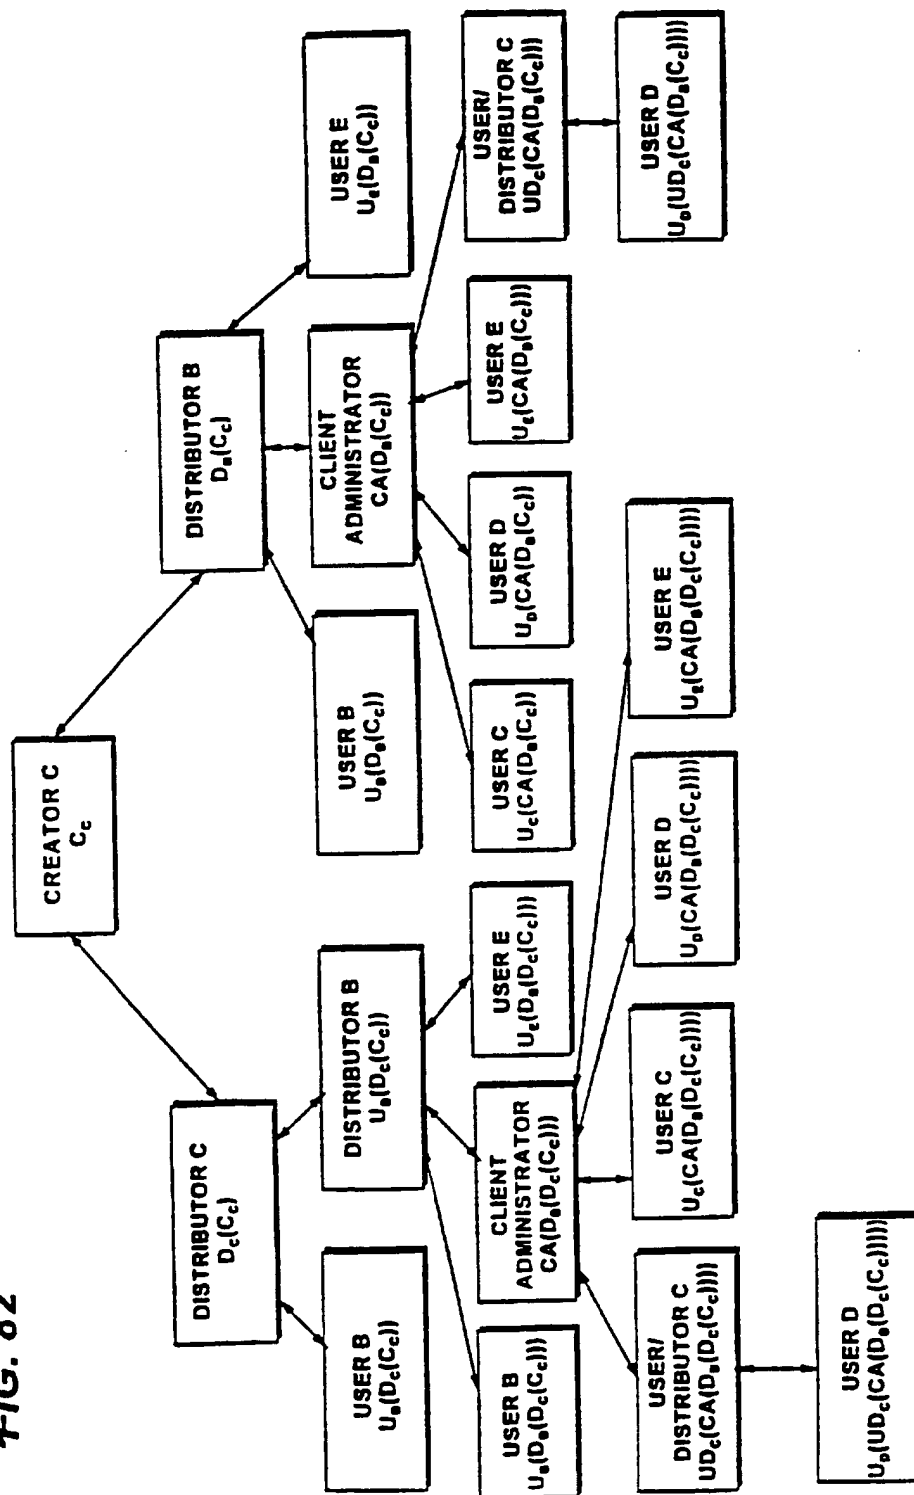 FIG. 82
CREATOR C
C_C
DISTRIBUTOR C
D_C(C_C)
DISTRIBUTOR B
D_B(C_C)
USER B
U_B(D_C(C_C))
DISTRIBUTOR B
U_B(D_C(C_C))
USER B
U_B(D_B(C_C))
CLIENT
ADMINISTRATOR
CA(D_B(C_C))
USER E
U_E(D_B(C_C))
USER B
U_B(D_B(D_C(C_C)))
CLIENT
ADMINISTRATOR
CA(D_B(D_C(C_C)))
USER E
U_E(D_B(D_C(C_C)))
USER C
U_C(CA(D_B(C_C))
USER D
U_D(CA(D_B(C_C))
USER E
U_E(CA(D_B(C_C)))
USER/
DISTRIBUTOR C
UD_C(CA(D_B(C_C)))
USER/
DISTRIBUTOR C
UD_C(CA(D_B(D_C(C_C))))
USER C
U_C(CA(D_B(D_C(C_C))))
USER D
U_D(CA(D_B(D_C(C_C))))
USER E
U_E(CA(D_B(D_C(C_C))))
USER D
U_D(UD_C(CA(D_B(C_C))))
USER D
U_D(UD_C(CA(D_B(D_C(C_C)))))